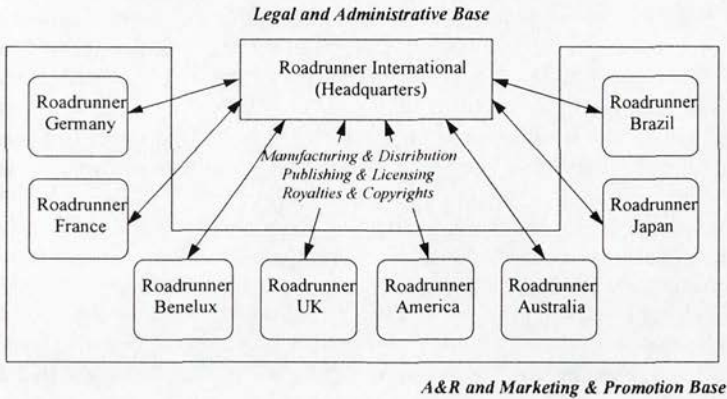 Legal and Administrative Base
Roadrunner International
(Headquarters)
Roadrunner
Germany
Roadrunner
Brazil
Manufacturing & Distribution
Publishing & Licensing
Royalties & Copyrights
Roadrunner
France
Roadrunner
Japan
Roadrunner
Benelux
Roadrunner
UK
Roadrunner
America
Roadrunner
Australia
A&R and Marketing & Promotion Base